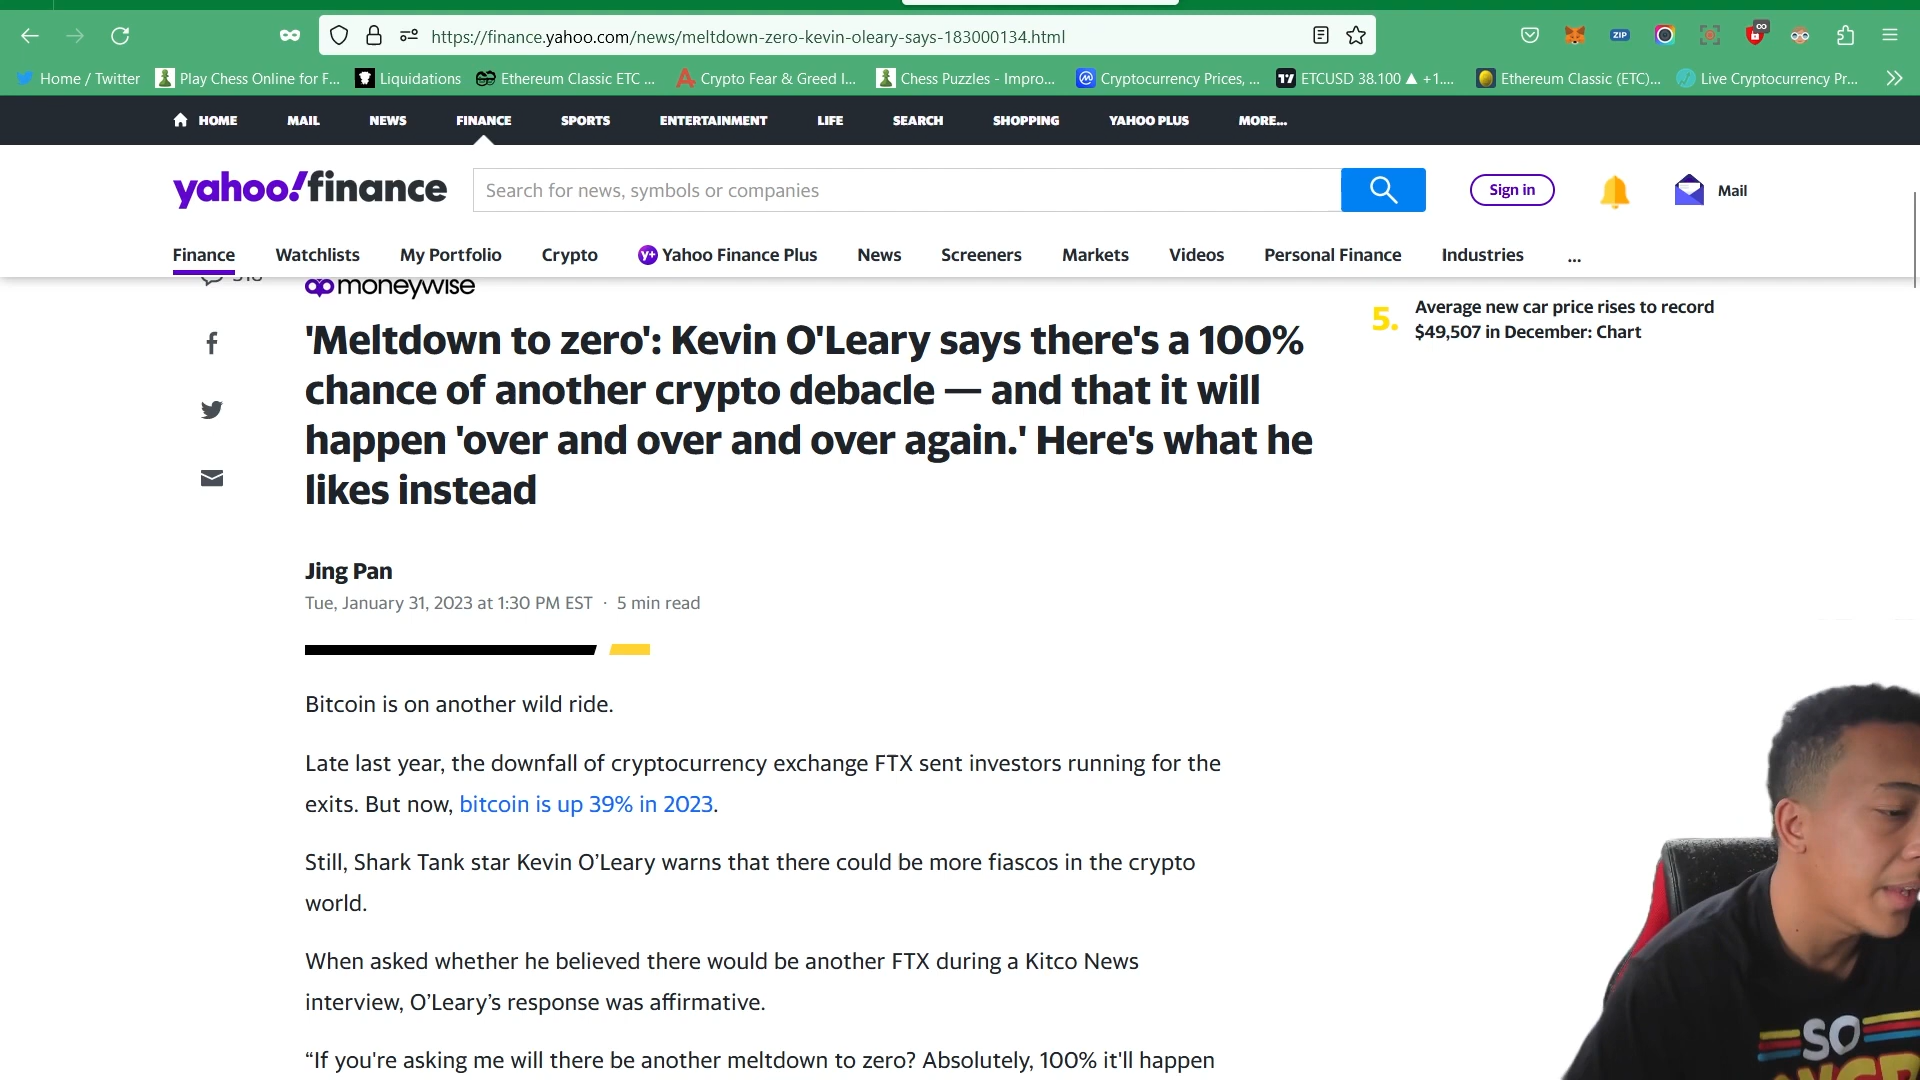 https://finance.yahoo.com/news/meltdown-zero-kevin-oleary-says-183000134.html
ZIP
Home / Twitter
Play Chess Online for F...
Liquidations
Ethereum Classic ETC ...
Crypto Fear & Greed I...
Chess Puzzles - Impro...
Cryptocurrency Prices, ...
ETCUSD 38.100 ▲ +1....
Ethereum Classic (ETC)...
Live Cryptocurrency Pr...
HOME
MAIL
NEWS
FINANCE
SPORTS
ENTERTAINMENT
LIFE
SEARCH
SHOPPING
YAHOO PLUS
MORE...
yahoo!finance
Search for news, symbols or companies
Sign in
Mail
Finance
Watchlists
My Portfolio
Crypto
Y+ Yahoo Finance Plus
News
Screeners
Markets
Videos
Personal Finance
Industries
...
moneywise
'Meltdown to zero': Kevin O'Leary says there's a 100%
chance of another crypto debacle — and that it will
happen 'over and over and over again.' Here's what he
likes instead
5. Average new car price rises to record
$49,507 in December: Chart
Jing Pan
Tue, January 31, 2023 at 1:30 PM EST · 5 min read
Bitcoin is on another wild ride.
Late last year, the downfall of cryptocurrency exchange FTX sent investors running for the
exits. But now, bitcoin is up 39% in 2023.
Still, Shark Tank star Kevin O’Leary warns that there could be more fiascos in the crypto
world.
When asked whether he believed there would be another FTX during a Kitco News
interview, O’Leary’s response was affirmative.
“If you're asking me will there be another meltdown to zero? Absolutely, 100% it'll happen
SO